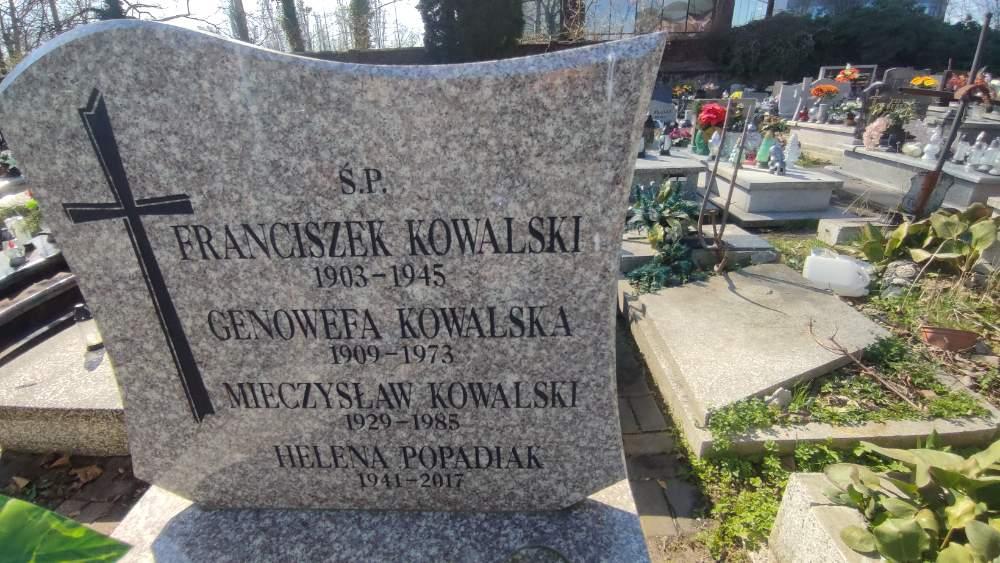 Ś.P.
FRANCISZEK KOWALSKI
1903-1945
GENOWEFA KOWALSKA
1909-1973
MIECZYSŁAW KOWALSKI
1929-1985
HELENA POPADIAK
1941-2017